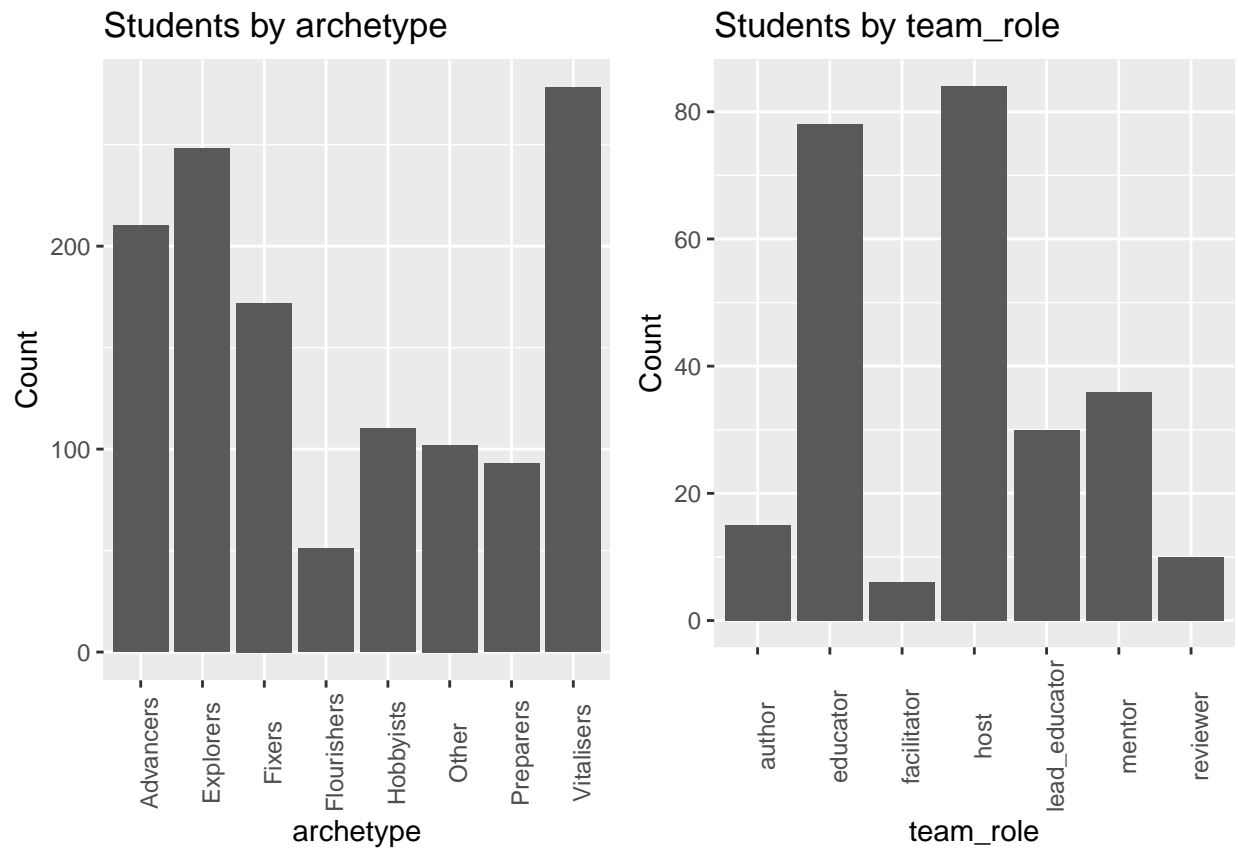 Students by archetype
Count
200
100
0
Advancers
Explorers
Fixers
Flourishers
Hobbyists
Other
Preparers
Vitalisers
archetype
Students by team_role
Count
80
60
40
20
0
author
educator
facilitator
host
lead_educator
mentor
reviewer
team_role